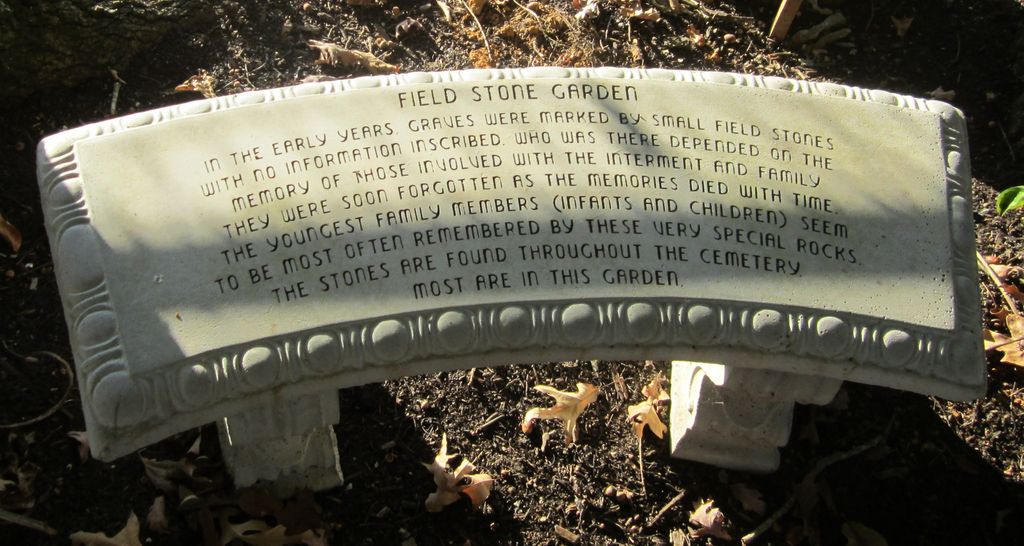 FIELD STONE GARDEN
IN THE EARLY YEARS, GRAVES WERE MARKED BY SMALL FIELD STONES
WITH NO INFORMATION INSCRIBED. WHO WAS THERE DEPENDED ON THE
MEMORY OF THOSE INVOLVED WITH THE INTERMENT AND FAMILY
THEY WERE SOON FORGOTTEN AS THE MEMORIES DIED WITH TIME.
THE YOUNGEST FAMILY MEMBERS (INFANTS AND CHILDREN) SEEM
TO BE MOST OFTEN REMEMBERED BY THESE VERY SPECIAL ROCKS.
THE STONES ARE FOUND THROUGHOUT THE CEMETERY,
MOST ARE IN THIS GARDEN.